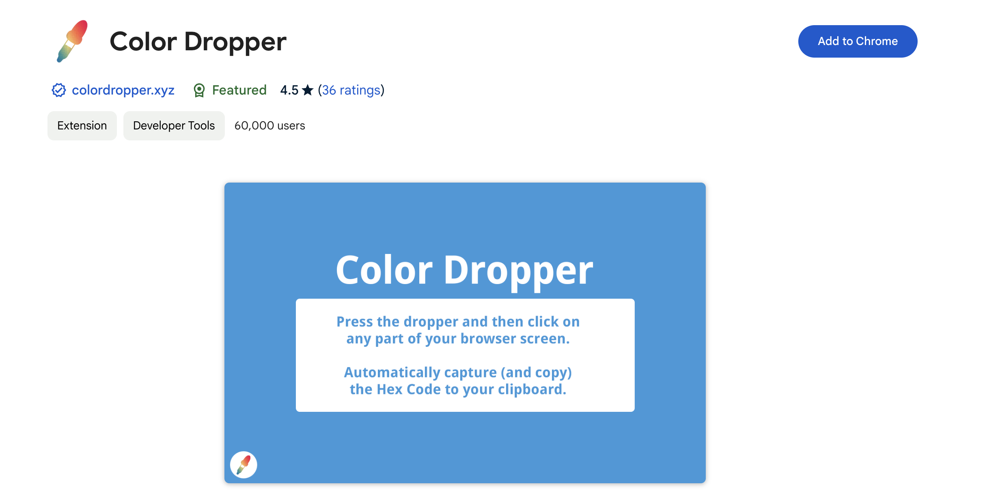 Color Dropper
Add to Chrome
colordropper.xyz Featured 4.5★ (36 ratings)
Extension Developer Tools 60,000 users
Color Dropper
Press the dropper and then click on
any part of your browser screen.
Automatically capture (and copy)
the Hex Code to your clipboard.